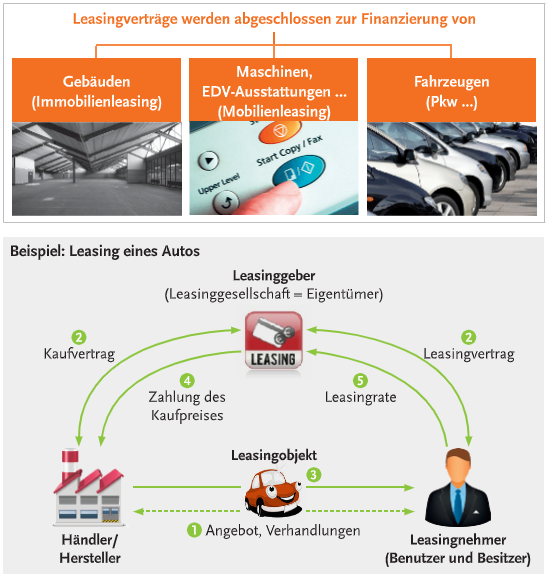 Leasingverträge werden abgeschlossen zur Finanzierung von
Gebäuden
(Immobilienleasing)
Maschinen,
EDV-Ausstattungen ...
(Mobilienleasing)
Fahrzeugen
(Pkw ...)
Start Copy / Fax
Upper Level
Beispiel: Leasing eines Autos
Leasinggeber
(Leasinggesellschaft = Eigentümer)
LEASING
2
Kaufvertrag
2
Leasingvertrag
4
Zahlung des
Kaufpreises
5
Leasingrate
Leasingobjekt
3
1 Angebot, Verhandlungen
Händler/
Hersteller
Leasingnehmer
(Benutzer und Besitzer)